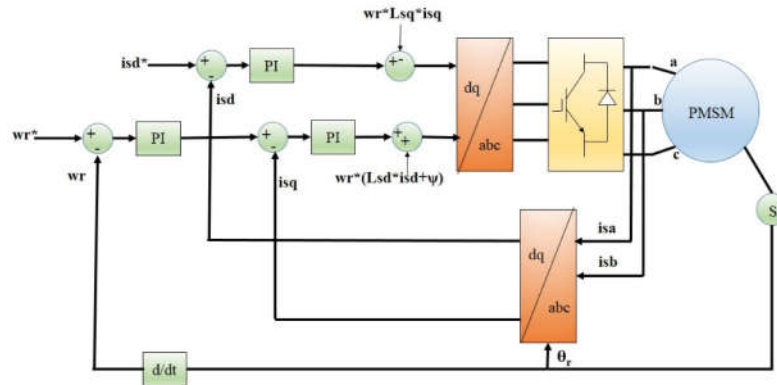 wr*Lsq*isq
isd*
+
-
PI
+-
isd
dq
abc
a
b
c
PMSM
wr*
+
-
PI
+
-
PI
+
+
wr
isq
wr*(Lsd*isd+ψ)
S
dq
abc
isa
isb
θr
d/dt